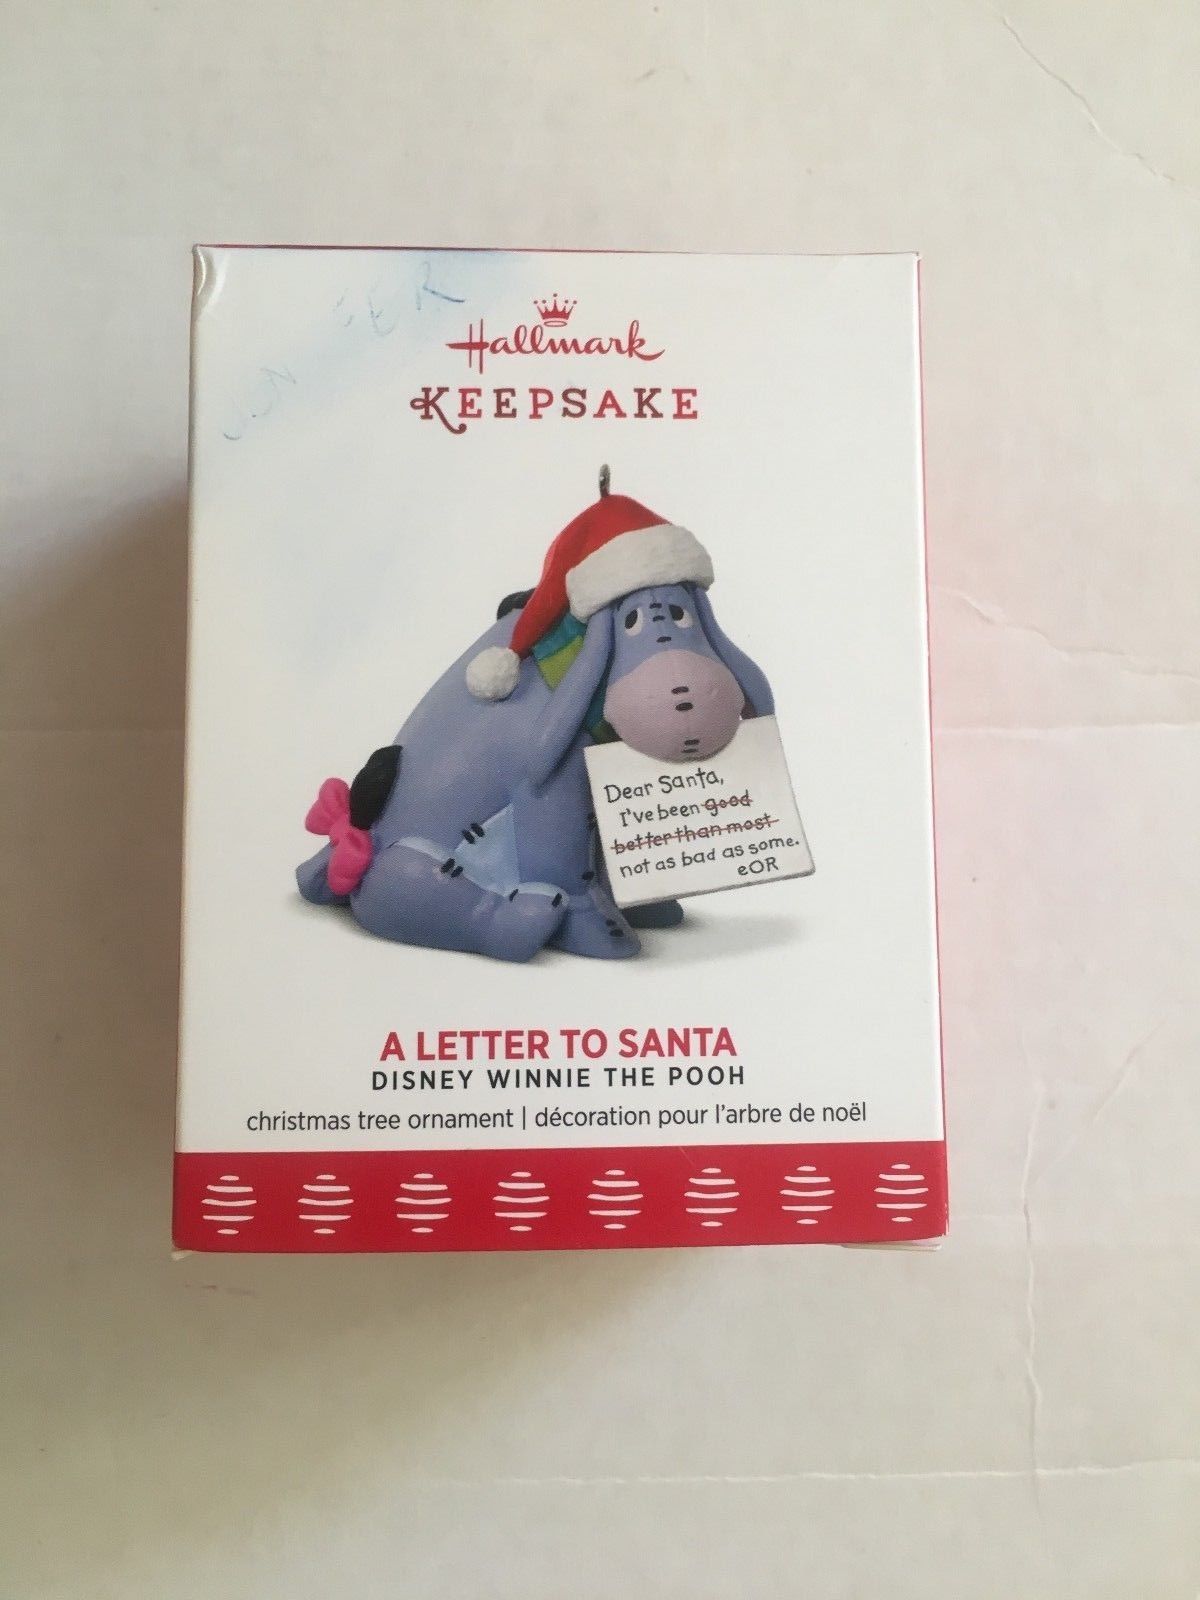 Hallmark
KEEPSAKE
Dear Santa,
I've been good
better than most
not as bad as some.
eOR
A LETTER TO SANTA
DISNEY WINNIE THE POOH
christmas tree ornament | décoration pour l'arbre de noël